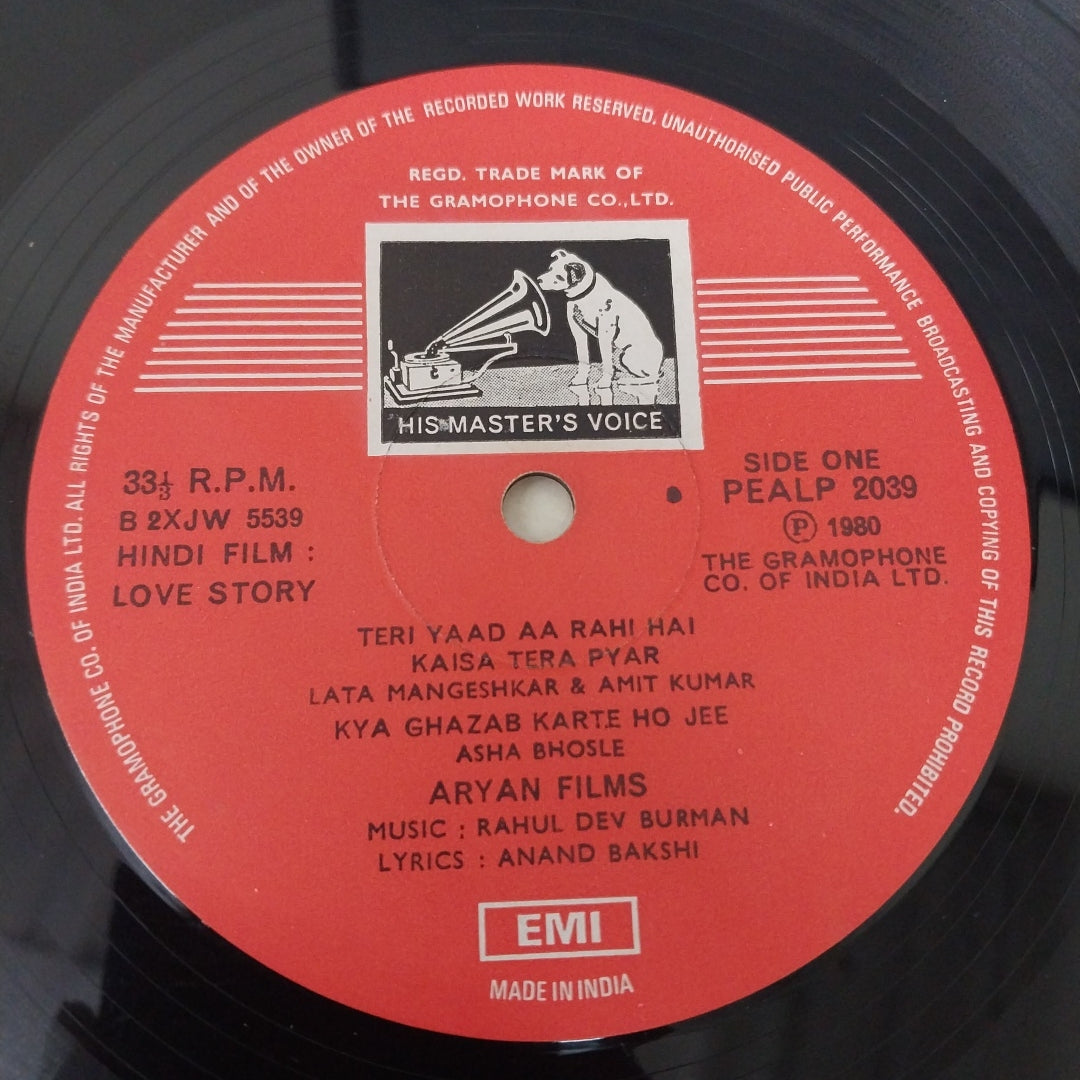 THE GRAMOPHONE CO. OF INDIA LTD. ALL RIGHTS OF THE MANUFACTURER AND OF THE OWNER OF THE RECORDED WORK RESERVED. UNAUTHORISED PUBLIC PERFORMANCE BROADCASTING AND COPYING OF THIS RECORD PROHIBITED.
REGD. TRADE MARK OF
THE GRAMOPHONE CO.,LTD.
HIS MASTER'S VOICE
33⅓ R.P.M.
B 2XJW 5539
HINDI FILM :
LOVE STORY
SIDE ONE
PEALP 2039
Ⓟ 1980
THE GRAMOPHONE
CO. OF INDIA LTD.
TERI YAAD AA RAHI HAI
KAISA TERA PYAR
LATA MANGESHKAR & AMIT KUMAR
KYA GHAZAB KARTE HO JEE
ASHA BHOSLE
ARYAN FILMS
MUSIC : RAHUL DEV BURMAN
LYRICS : ANAND BAKSHI
EMI
MADE IN INDIA